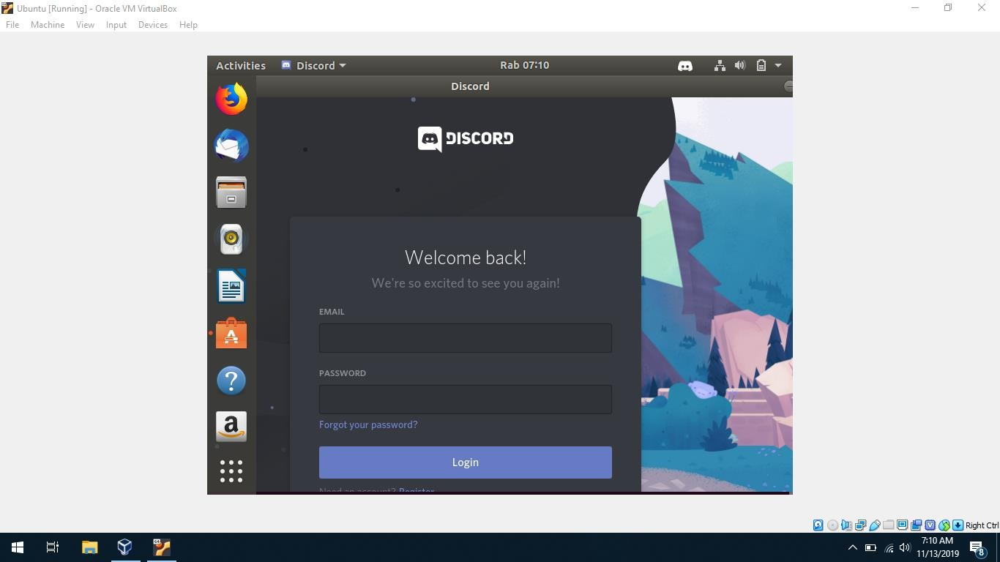 Ubuntu [Running] - Oracle VM VirtualBox
File Machine View Input Devices Help
Activities Discord Rab 07:10
Discord
DISCORD
Welcome back!
We're so excited to see you again!
EMAIL
PASSWORD
Forgot your password?
Login
Need an account? Register
Right Ctrl
7:10 AM
11/13/2019
8